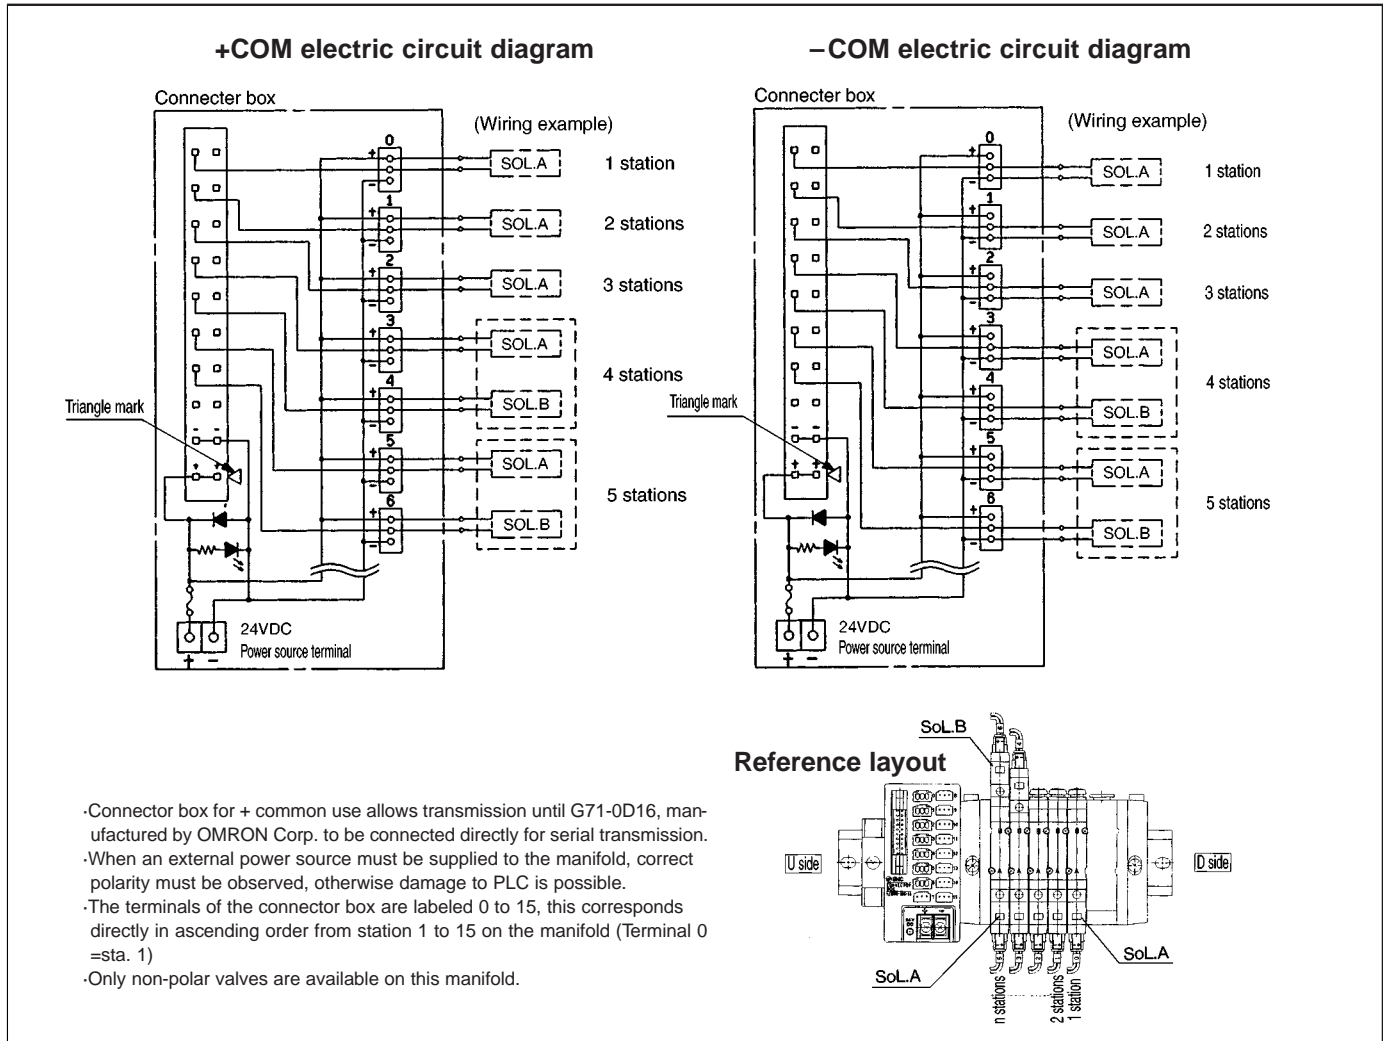 +COM electric circuit diagram
Connecter box
(Wiring example)
0
+
SOL.A
1 station
–
1
+
SOL.A
2 stations
–
2
+
SOL.A
3 stations
–
3
+
SOL.A
–
4 stations
4
+
SOL.B
–
Triangle mark
5
+
SOL.A
–
5 stations
6
+
SOL.B
–
- -
+ +
24VDC
Power source terminal
+ –
–COM electric circuit diagram
Connecter box
(Wiring example)
0
+
SOL.A
1 station
–
1
+
SOL.A
2 stations
–
2
+
SOL.A
3 stations
–
3
+
SOL.A
–
4 stations
4
+
SOL.B
–
Triangle mark
5
+
SOL.A
–
5 stations
6
+
SOL.B
–
- -
+ +
24VDC
Power source terminal
+ –
·Connector box for + common use allows transmission until G71-0D16, man-
ufactured by OMRON Corp. to be connected directly for serial transmission.
·When an external power source must be supplied to the manifold, correct
polarity must be observed, otherwise damage to PLC is possible.
·The terminals of the connector box are labeled 0 to 15, this corresponds
directly in ascending order from station 1 to 15 on the manifold (Terminal 0
=sta. 1)
·Only non-polar valves are available on this manifold.
Reference layout
SoL.B
U side
D side
SoL.A
SoL.A
n stations
2 stations
1 station